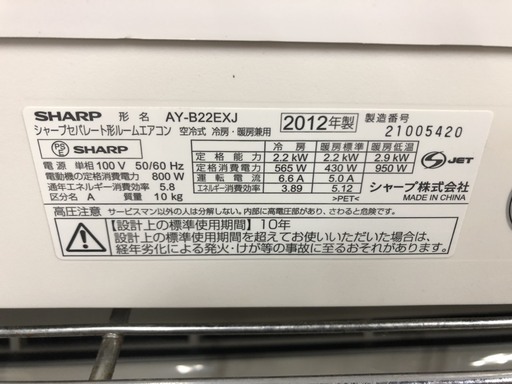 SHARP 形 名 AY-B22EXJ 2012年製 製造番号
シャープセパレート形ルームエアコン 空冷式 冷房・暖房兼用 21005420
PS E SHARP
電 源 単相100 V 50/60 Hz
電動機の定格消費電力 800 W
通年エネルギー消費効率 5.8
区分名 A 質量 10 kg
冷 房 暖房標準 暖房低温
定 格 能 力 2.2 kW 2.2 kW 2.9 kW
定格消費電力 565 W 430 W 950 W
運 転 電 流 6.6 A 5.0 A
エネルギー消費効率 3.89 5.12
>PET<
S JET
シャープ株式会社
MADE IN CHINA
高圧注意 サービスマン以外の人は分解しない。内部に高電圧部があり、さわると危険です。
【設計上の標準使用期間】10年
設計上の標準使用期間を超えてお使いいただいた場合は、
経年劣化による発火・けが等の事故に至るおそれがあります。